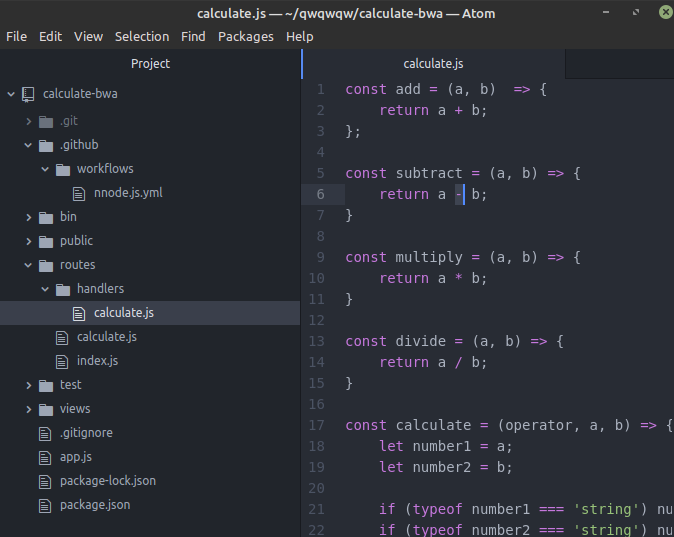 calculate.js — ~/qwqwqw/calculate-bwa — Atom
File Edit View Selection Find Packages Help
Project
calculate-bwa
.git
.github
workflows
nnode.js.yml
bin
public
routes
handlers
calculate.js
calculate.js
index.js
test
views
.gitignore
app.js
package-lock.json
package.json
calculate.js
1 const add = (a, b)  => {
2     return a + b;
3 };
4
5 const subtract = (a, b) => {
6     return a - b;
7 }
8
9 const multiply = (a, b) => {
10     return a * b;
11 }
12
13 const divide = (a, b) => {
14     return a / b;
15 }
16
17 const calculate = (operator, a, b) => {
18     let number1 = a;
19     let number2 = b;
20
21     if (typeof number1 === 'string') nu
22     if (typeof number2 === 'string') nu